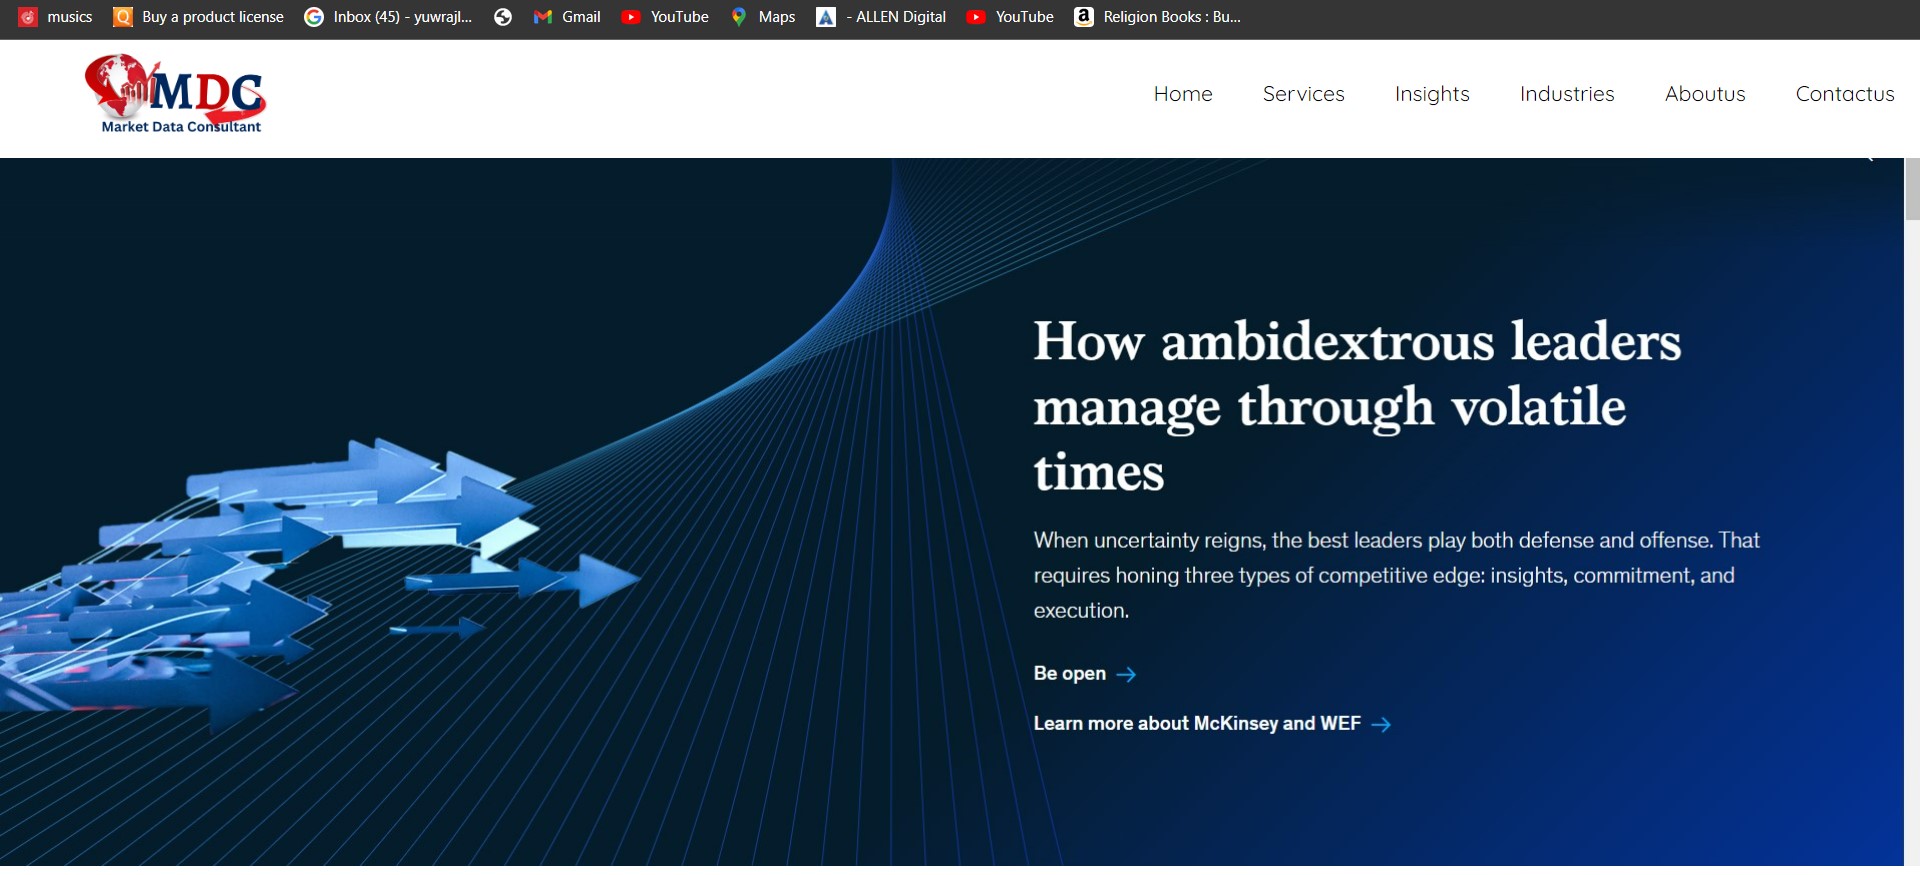 musics Buy a product license Inbox (45) - yuwrajl... Gmail YouTube Maps - ALLEN Digital YouTube Religion Books : Bu...
MDC
Market Data Consultant
Home Services Insights Industries Aboutus Contactus
How ambidextrous leaders
manage through volatile
times
When uncertainty reigns, the best leaders play both defense and offense. That
requires honing three types of competitive edge: insights, commitment, and
execution.
Be open
Learn more about McKinsey and WEF